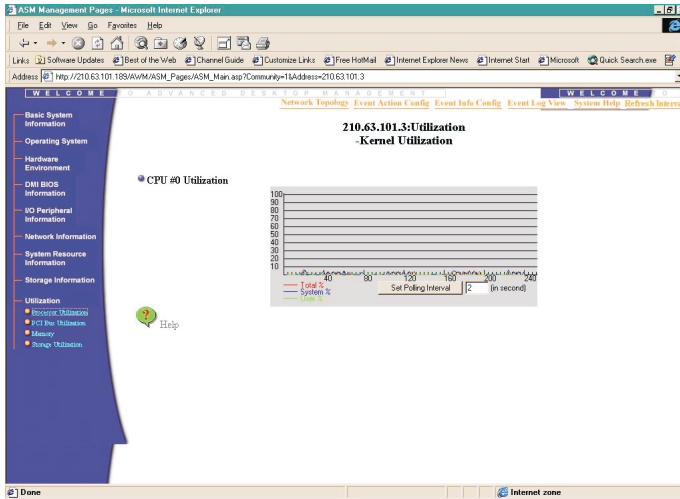 ASM Management Pages - Microsoft Internet Explorer
File Edit View Go Favorites Help
Links Software Updates Best of the Web Channel Guide Customize Links Free HotMail Internet Explorer News Internet Start Microsoft Quick Search.exe
Address http://210.63.101.189/AWM/ASM_Pages/ASM_Main.asp?Community=1&Address=210.63.101.3
WELCOME TO ADVANCED DESKTOP MANAGEMENT WELCOME TO
Network Topology Event Action Config Event Info Config Event Log View System Help Refresh Interva
Basic System
Information
Operating System
Hardware
Environment
DMI BIOS
Information
I/O Peripheral
Information
Network Information
System Resource
Information
Storage Information
Utilization
Processor Utilization
PCI Bus Utilization
Memory
Storage Utilization
210.63.101.3:Utilization
-Kernel Utilization
CPU #0 Utilization
100
90
80
70
60
50
40
30
20
10
40 80 120 160 200 240
Total %
System %
User %
Set Polling Interval 2 (in second)
Help
Done
Internet zone